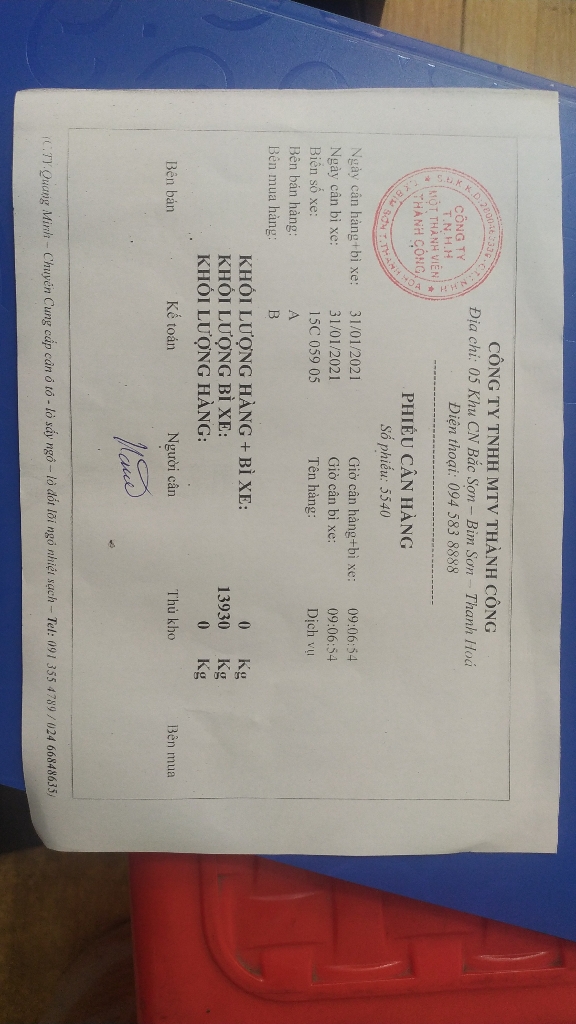 CÔNG TY TNHH MTV THÀNH CÔNG
Địa chỉ: 05 Khu CN Bắc Sơn – Bỉm Sơn – Thanh Hoá
Điện thoại: 094 583 8888
CÔNG TY
T.N.H.H
MỘT THÀNH VIÊN
THÀNH CÔNG
PHIẾU CÂN HÀNG
Số phiếu: 5540
Ngày cân hàng+bì xe: 31/01/2021 Giờ cân hàng+bì xe: 09:06:54
Ngày cân bì xe: 31/01/2021 Giờ cân bì xe: 09:06:54
Biển số xe: 15C 059 05 Tên hàng: Dịch vụ
Bên bán hàng: A
Bên mua hàng: B
KHỐI LƯỢNG HÀNG + BÌ XE: 0 Kg
KHỐI LƯỢNG BÌ XE: 13930 Kg
KHỐI LƯỢNG HÀNG: 0 Kg
Bên bán Kế toán Người cân Thủ kho Bên mua
(C.TY.Quang Minh – Chuyên Cung cấp cân ô tô - lò sấy ngô – lò đốt lõi ngô nhiệt sạch – Tel: 091 355 4789 / 024 66848635)